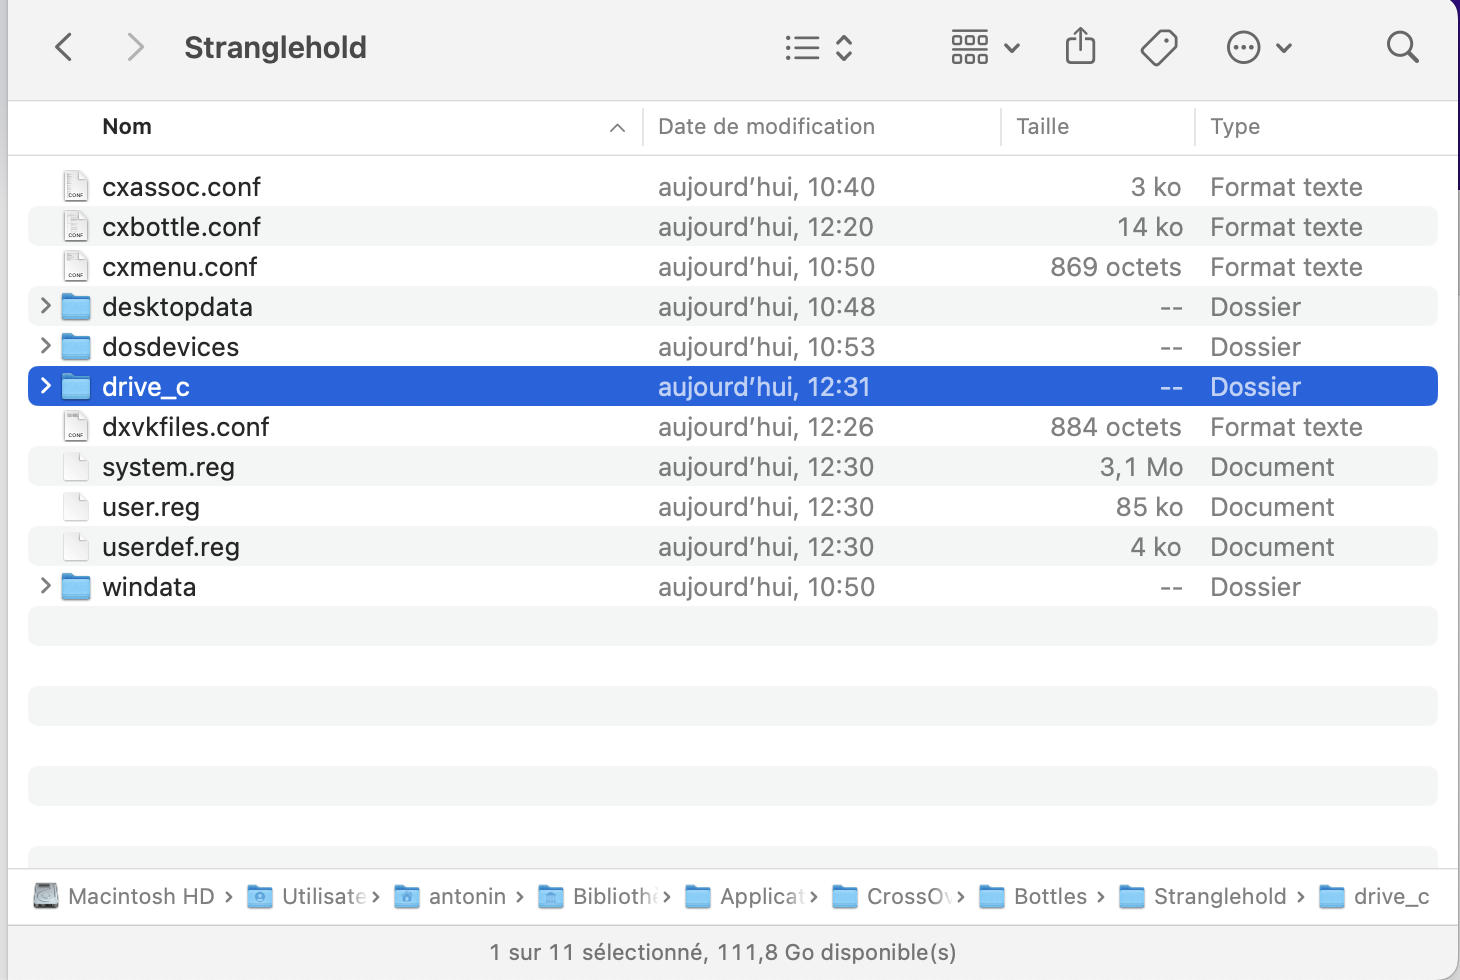 Stranglehold
Nom Date de modification Taille Type
cxassoc.conf aujourd’hui, 10:40 3 ko Format texte
cxbottle.conf aujourd’hui, 12:20 14 ko Format texte
cxmenu.conf aujourd’hui, 10:50 869 octets Format texte
desktopdata aujourd’hui, 10:48 -- Dossier
dosdevices aujourd’hui, 10:53 -- Dossier
drive_c aujourd’hui, 12:31 -- Dossier
dxvkfiles.conf aujourd’hui, 12:26 884 octets Format texte
system.reg aujourd’hui, 12:30 3,1 Mo Document
user.reg aujourd’hui, 12:30 85 ko Document
userdef.reg aujourd’hui, 12:30 4 ko Document
windata aujourd’hui, 10:50 -- Dossier
Macintosh HD › Utilisate › antonin › Biblioth › Applicat › CrossOv › Bottles › Stranglehold › drive_c
1 sur 11 sélectionné, 111,8 Go disponible(s)